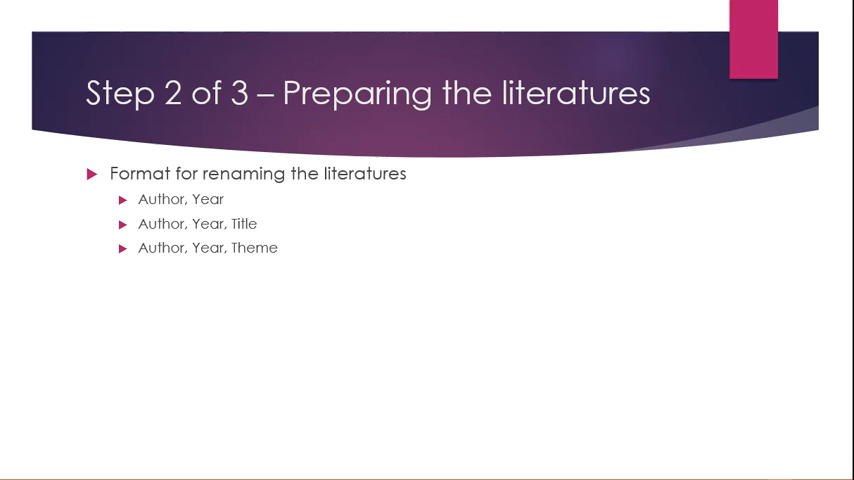 Step 2 of 3 – Preparing the literatures
Format for renaming the literatures
Author, Year
Author, Year, Title
Author, Year, Theme